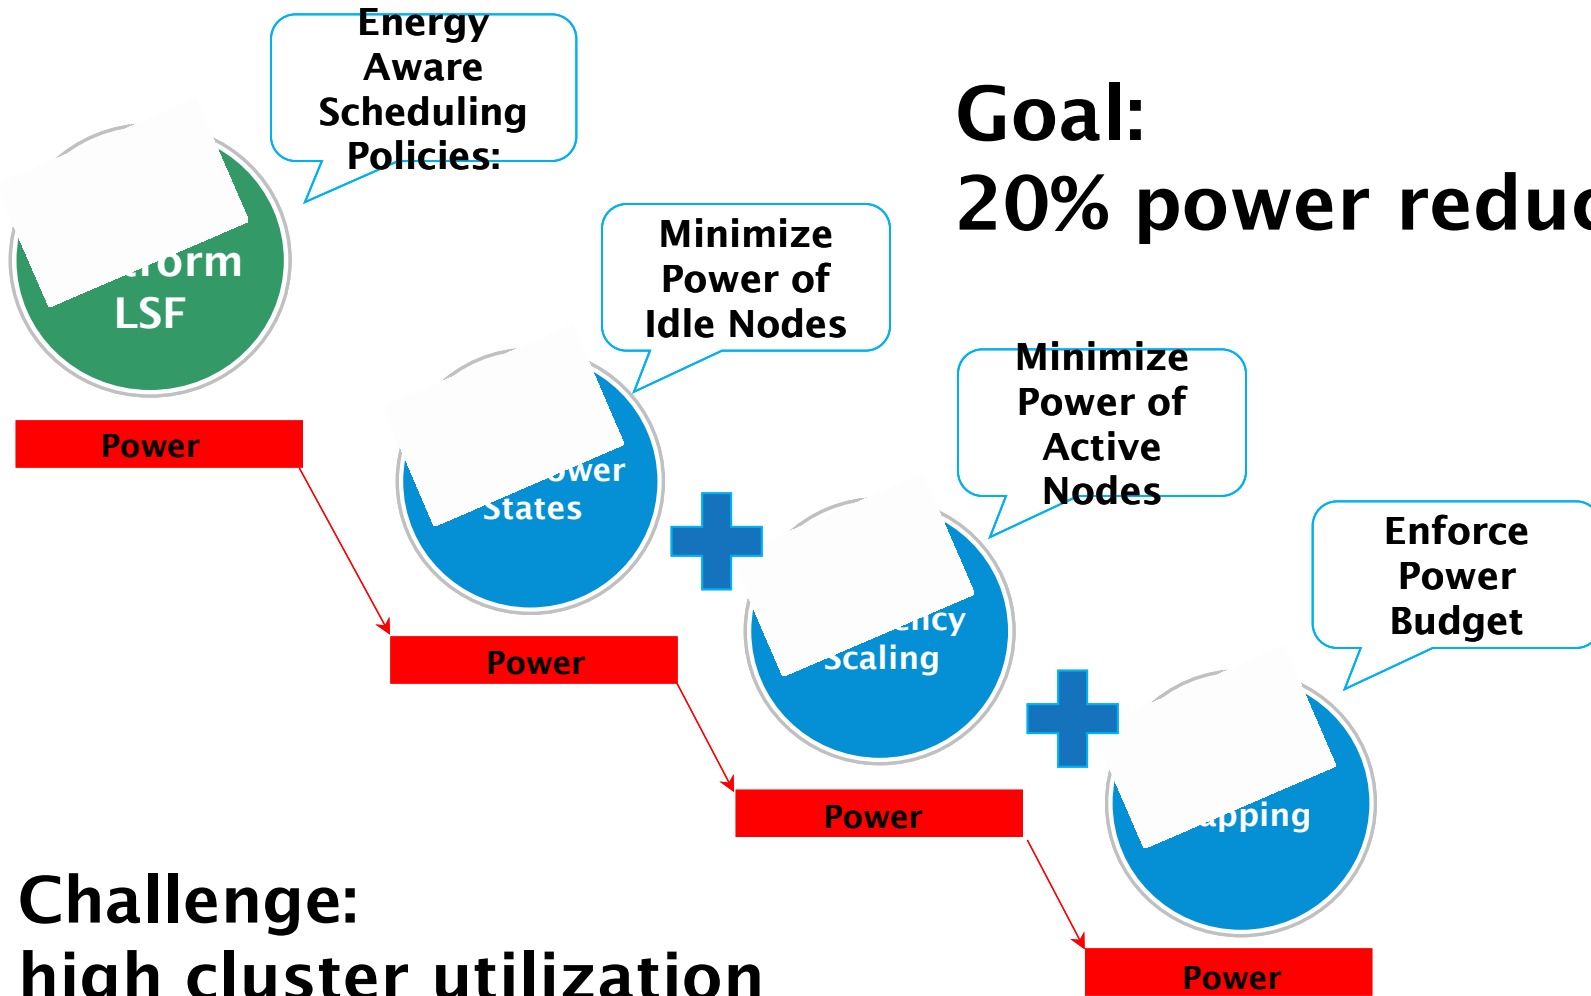 Energy
Aware
Scheduling
Policies:
Goal:
20% power
LSF
Minimize
Power of
Idle Nodes
Minimize
Power of
Active
Nodes
Power
States
Enforce
Power
Budget
Power
Scaling
Power
Challenge:
high cluster utilization
Power